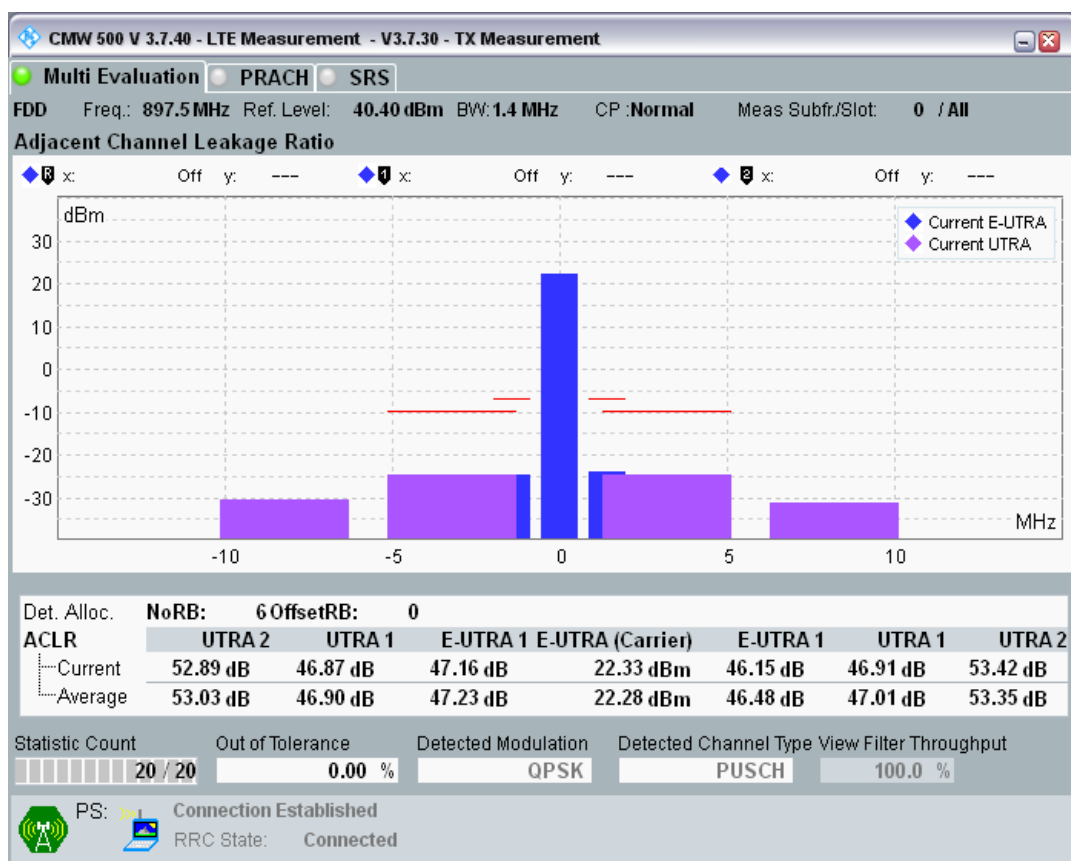 CMW 500 V 3.7.40 - LTE Measurement - V3.7.30 - TX Measurement
Multi Evaluation PRACH SRS
FDD Freq.: 897.5 MHz Ref. Level: 40.40 dBm BW: 1.4 MHz CP :Normal Meas Subfr./Slot: 0 / All
Adjacent Channel Leakage Ratio
R x: Off y: --- 1 x: Off y: --- 2 x: Off y: ---
dBm
Current E-UTRA
Current UTRA
30
20
10
0
-10
-20
-30
MHz
-10 -5 0 5 10
Det. Alloc. NoRB: 6 OffsetRB: 0
ACLR UTRA 2 UTRA 1 E-UTRA 1 E-UTRA (Carrier) E-UTRA 1 UTRA 1 UTRA 2
Current 52.89 dB 46.87 dB 47.16 dB 22.33 dBm 46.15 dB 46.91 dB 53.42 dB
Average 53.03 dB 46.90 dB 47.23 dB 22.28 dBm 46.48 dB 47.01 dB 53.35 dB
Statistic Count Out of Tolerance Detected Modulation Detected Channel Type View Filter Throughput
20 / 20 0.00 % QPSK PUSCH 100.0 %
PS: Connection Established
RRC State: Connected